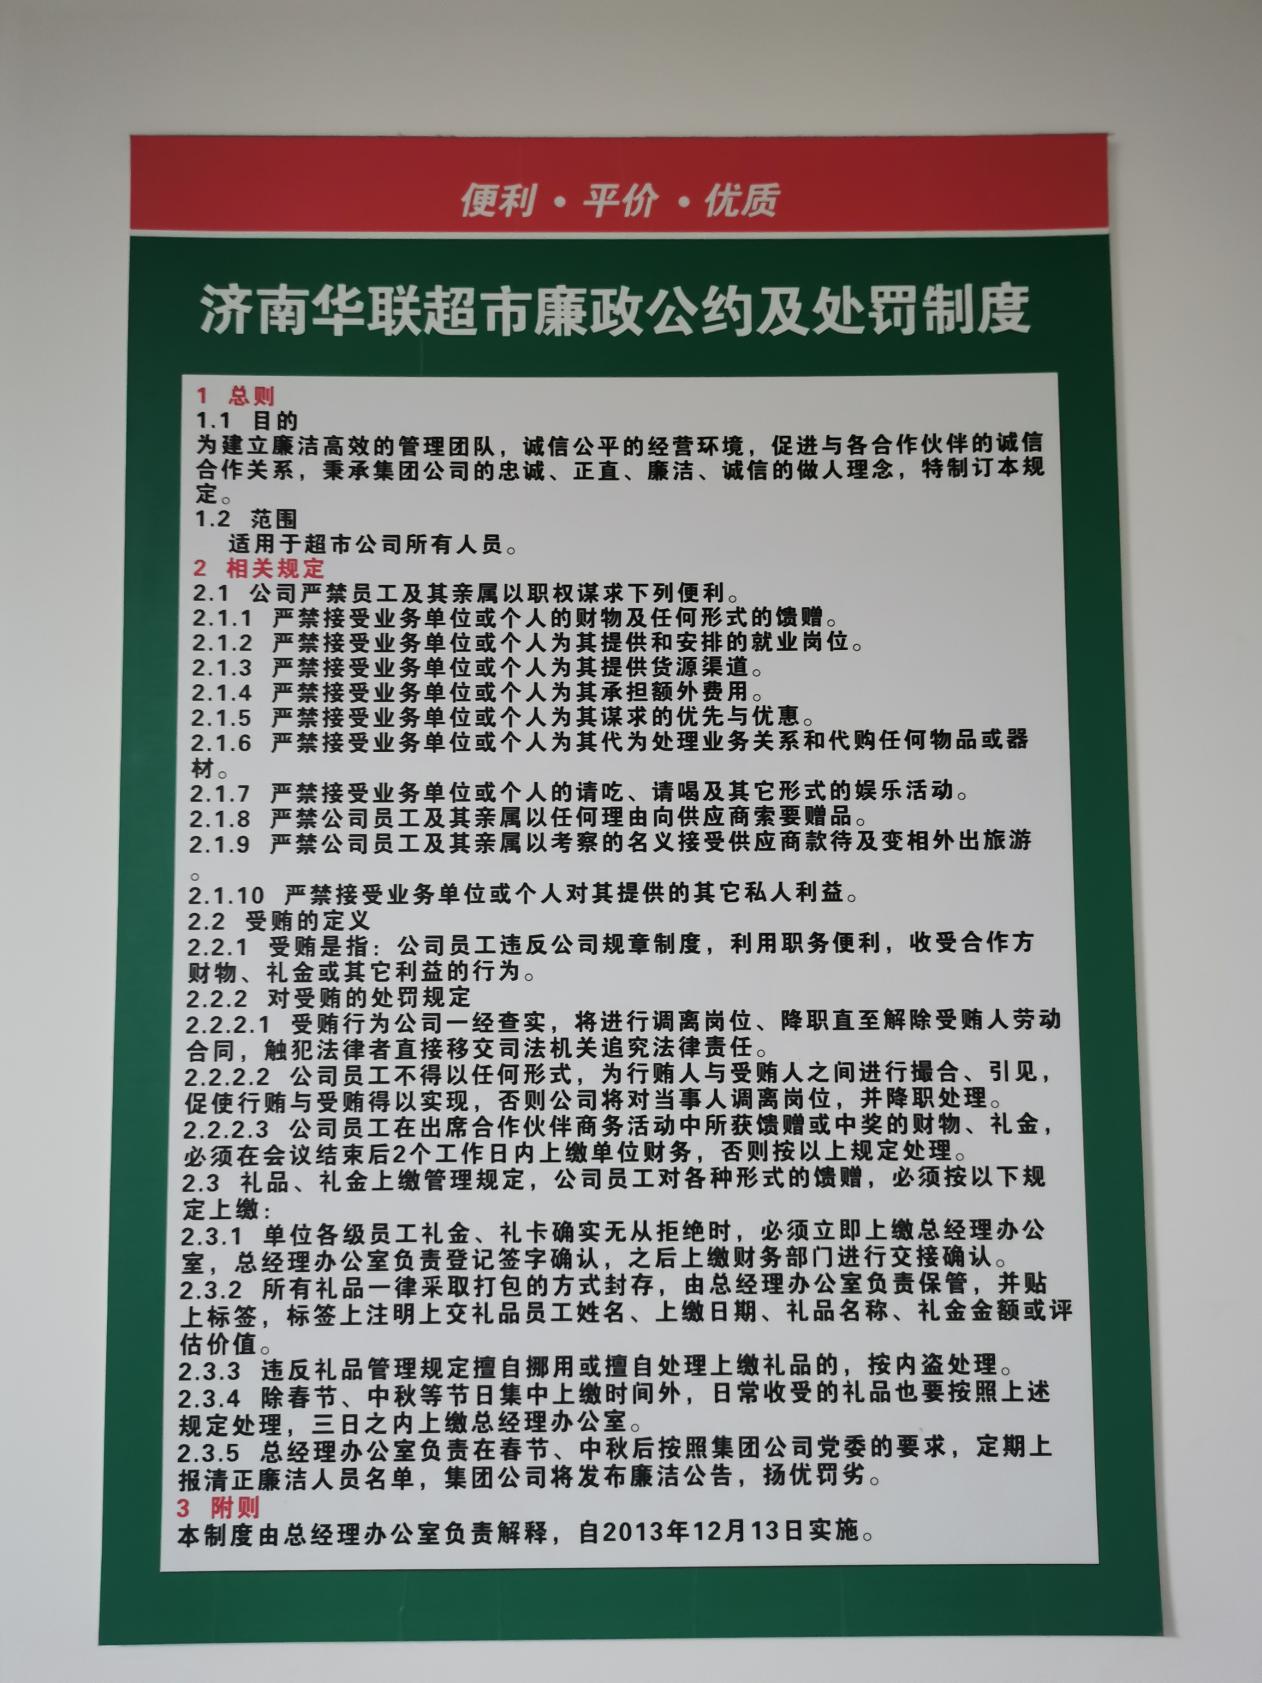 便利·平价·优质
济南华联超市廉政公约及处罚制度
1 总则
1.1 目的
为建立廉洁高效的管理团队，诚信公平的经营环境，促进与各合作伙伴的诚信
合作关系，秉承集团公司的忠诚、正直、廉洁、诚信的做人理念，特制订本规
定。
1.2 范围
适用于超市公司所有人员。
2 相关规定
2.1 公司严禁员工及其亲属以职权谋求下列便利。
2.1.1 严禁接受业务单位或个人的财物及任何形式的馈赠。
2.1.2 严禁接受业务单位或个人为其提供和安排的就业岗位。
2.1.3 严禁接受业务单位或个人为其提供货源渠道。
2.1.4 严禁接受业务单位或个人为其承担额外费用。
2.1.5 严禁接受业务单位或个人为其谋求的优先与优惠。
2.1.6 严禁接受业务单位或个人为其代为处理业务关系和代购任何物品或器
材。
2.1.7 严禁接受业务单位或个人的请吃、请喝及其它形式的娱乐活动。
2.1.8 严禁公司员工及其亲属以任何理由向供应商索要赠品。
2.1.9 严禁公司员工及其亲属以考察的名义接受供应商款待及变相外出旅游
。
2.1.10 严禁接受业务单位或个人对其提供的其它私人利益。
2.2 受贿的定义
2.2.1 受贿是指：公司员工违反公司规章制度，利用职务便利，收受合作方
财物、礼金或其它利益的行为。
2.2.2 对受贿的处罚规定
2.2.2.1 受贿行为公司一经查实，将进行调离岗位、降职直至解除受贿人劳动
合同，触犯法律者直接移交司法机关追究法律责任。
2.2.2.2 公司员工不得以任何形式，为行贿人与受贿人之间进行撮合、引见，
促使行贿与受贿得以实现，否则公司将对当事人调离岗位，并降职处理。
2.2.2.3 公司员工在出席合作伙伴商务活动中所获馈赠或中奖的财物、礼金，
必须在会议结束后2个工作日内上缴单位财务，否则按以上规定处理。
2.3 礼品、礼金上缴管理规定，公司员工对各种形式的馈赠，必须按以下规
定上缴：
2.3.1 单位各级员工礼金、礼卡确实无从拒绝时，必须立即上缴总经理办公
室，总经理办公室负责登记签字确认，之后上缴财务部门进行交接确认。
2.3.2 所有礼品一律采取打包的方式封存，由总经理办公室负责保管，并贴
上标签，标签上注明上交礼品员工姓名、上缴日期、礼品名称、礼金金额或评
估价值。
2.3.3 违反礼品管理规定擅自挪用或擅自处理上缴礼品的，按内盗处理。
2.3.4 除春节、中秋等节日集中上缴时间外，日常收受的礼品也要按照上述
规定处理，三日之内上缴总经理办公室。
2.3.5 总经理办公室负责在春节、中秋后按照集团公司党委的要求，定期上
报清正廉洁人员名单，集团公司将发布廉洁公告，扬优罚劣。
3 附则
本制度由总经理办公室负责解释，自2013年12月13日实施。